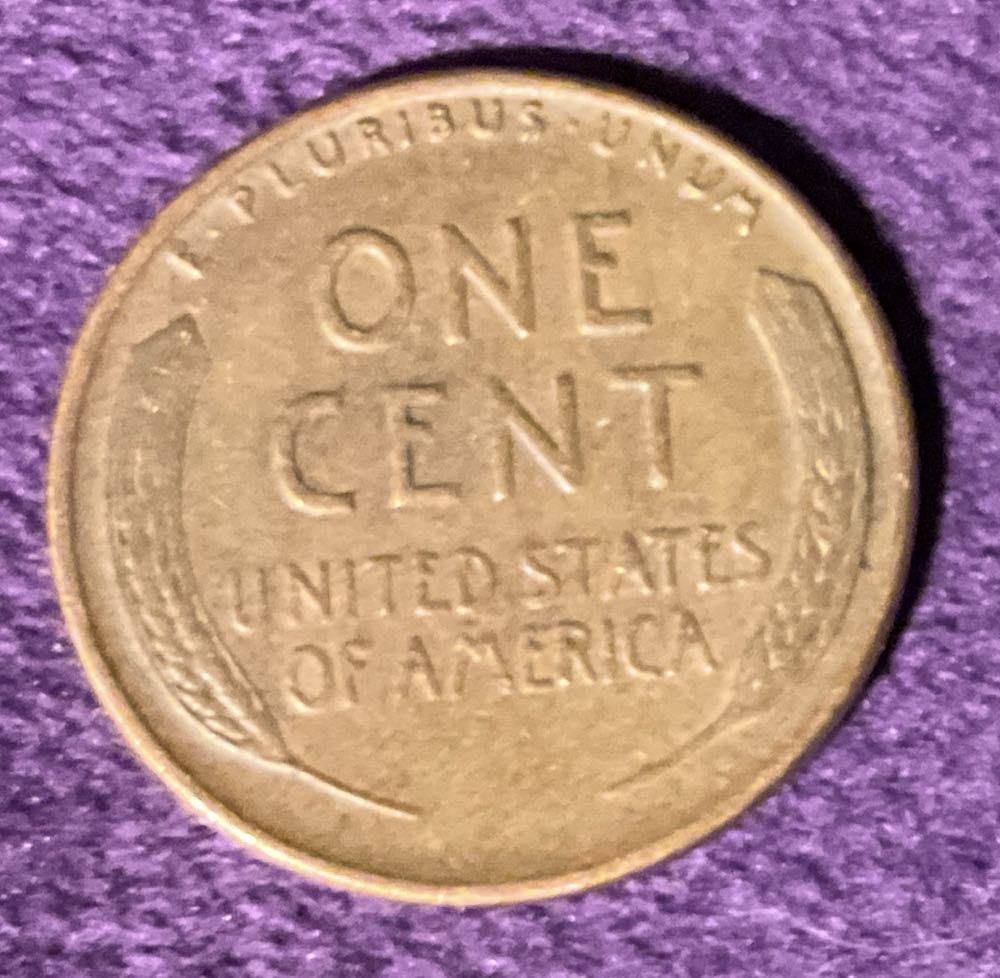 E·PLURIBUS·UNUM
ONE
CENT
UNITED STATES
OF AMERICA